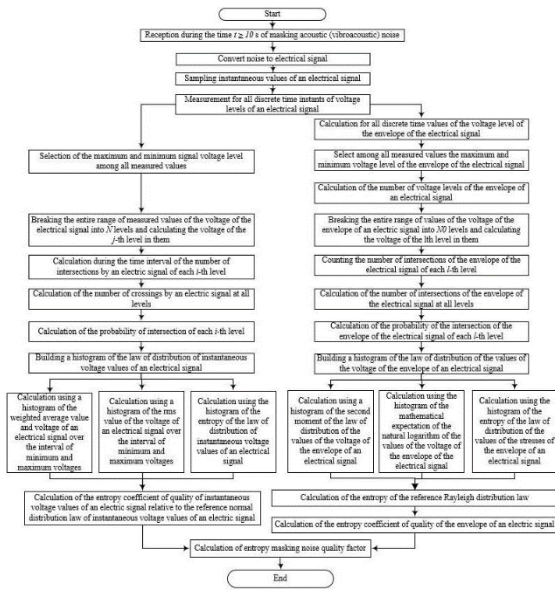 Start
Reception during the time t ≥ 10 s of masking acoustic (vibroacoustic) noise
Convert noise to electrical signal
Sampling instantaneous values of an electrical signal
Measurement for all discrete time instants of voltage
levels of an electrical signal
Selection of the maximum and minimum signal voltage level
among all measured values
Breaking the entire range of measured values of the voltage of the
electrical signal into N levels and calculating the voltage of the
j-th level in them
Calculation during the time interval of the number of
intersections by an electric signal of each i-th level
Calculation of the number of crossings by an electric signal at all
levels
Calculation of the probability of intersection of each i-th level
Building a histogram of the law of distribution of instantaneous
voltage values of an electrical signal
Calculation using a
histogram of the
weighted average value
and voltage of an
electrical signal over
the interval of
minimum and
maximum voltages
Calculation using a
histogram of the rms
value of the voltage of
an electrical signal
over the interval of
minimum and
maximum voltages
Calculation using the
histogram of the
entropy of the law of
distribution of
instantaneous voltage
values of an electrical
signal
Calculation of the entropy coefficient of quality of instantaneous
voltage values of an electric signal relative to the reference normal
distribution law of instantaneous voltage values of an electric signal
Calculation for all discrete time values of the voltage level of
the envelope of the electrical signal
Select among all measured values the maximum and
minimum voltage level of the envelope of the electrical signal
Calculation of the number of voltage levels of the envelope of
an electrical signal
Breaking the entire range of values of the voltage of the
envelope of an electric signal into N0 levels and calculating
the voltage of the lth level in them
Counting the number of intersections of the envelope of the
electrical signal of each l-th level
Calculation of the number of intersections of the envelope of
the electrical signal at all levels
Calculation of the probability of the intersection of the
envelope of the electrical signal of each l-th level
Building a histogram of the law of distribution of the values of
the voltage of the envelope of an electrical signal
Calculation using a
histogram of the second
moment of the law of
distribution of the
values of the voltage of
the envelope of an
electrical signal
Calculation using the
histogram of the
mathematical
expectation of the
natural logarithm of the
values of the voltage of
the envelope of the
electrical signal
Calculation using the
histogram of the entropy
of the law of
distribution of the
values of the stresses of
the envelope of an
electrical signal
Calculation of the entropy of the reference Rayleigh distribution law
Calculation of the entropy coefficient of quality of the envelope of an electric signal
Calculation of entropy masking noise quality factor
End